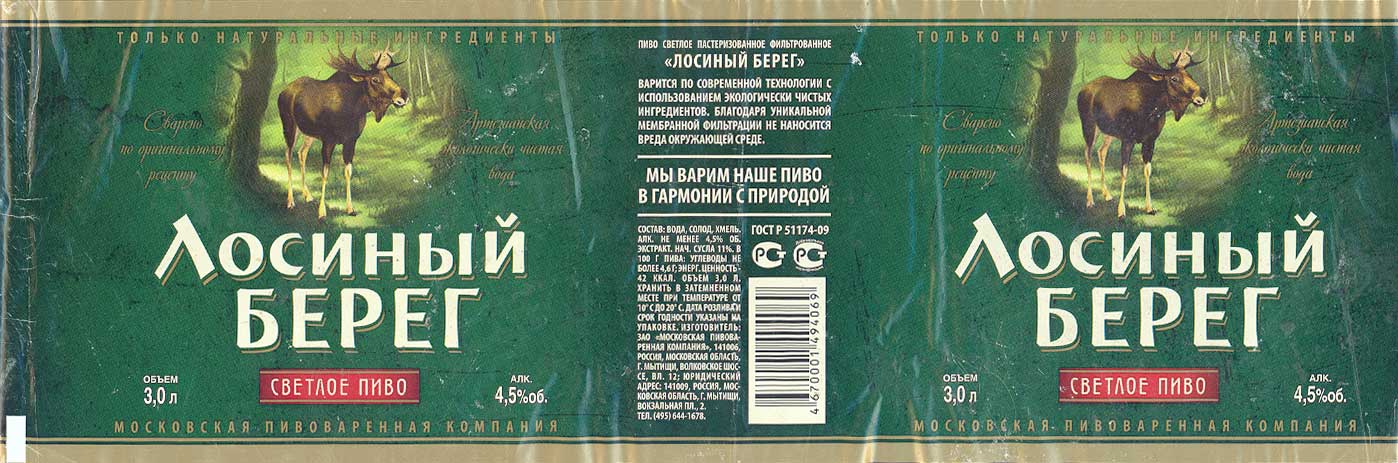 ТОЛЬКО НАТУРАЛЬНЫЕ ИНГРЕДИЕНТЫ
Сварено
по оригинальному
рецепту
Артезианская
экологически чистая
вода
Лосиный
БЕРЕГ
ОБЪЕМ
3,0 л
СВЕТЛОЕ ПИВО
АЛК.
4,5%об.
МОСКОВСКАЯ ПИВОВАРЕННАЯ КОМПАНИЯ
ПИВО СВЕТЛОЕ ПАСТЕРИЗОВАННОЕ ФИЛЬТРОВАННОЕ
«ЛОСИНЫЙ БЕРЕГ»
ВАРИТСЯ ПО СОВРЕМЕННОЙ ТЕХНОЛОГИИ С
ИСПОЛЬЗОВАНИЕМ ЭКОЛОГИЧЕСКИ ЧИСТЫХ
ИНГРЕДИЕНТОВ. БЛАГОДАРЯ УНИКАЛЬНОЙ
МЕМБРАННОЙ ФИЛЬТРАЦИИ НЕ НАНОСИТСЯ
ВРЕДА ОКРУЖАЮЩЕЙ СРЕДЕ.
МЫ ВАРИМ НАШЕ ПИВО
В ГАРМОНИИ С ПРИРОДОЙ
СОСТАВ: ВОДА, СОЛОД, ХМЕЛЬ.
АЛК. НЕ МЕНЕЕ 4,5% ОБ.
ЭКСТРАКТ. НАЧ. СУСЛА 11%. В
100 Г ПИВА: УГЛЕВОДЫ НЕ
БОЛЕЕ 4,6 Г; ЭНЕРГ. ЦЕННОСТЬ-
42 ККАЛ. ОБЪЕМ 3,0 Л.
ХРАНИТЬ В ЗАТЕМНЕННОМ
МЕСТЕ ПРИ ТЕМПЕРАТУРЕ ОТ
10° С ДО 20° С. ДАТА РОЗЛИВА И
СРОК ГОДНОСТИ УКАЗАНЫ НА
УПАКОВКЕ. ИЗГОТОВИТЕЛЬ:
ЗАО «МОСКОВСКАЯ ПИВОВА-
РЕННАЯ КОМПАНИЯ», 141006,
РОССИЯ, МОСКОВСКАЯ ОБЛАСТЬ,
Г. МЫТИЩИ, ВОЛКОВСКОЕ ШОС-
СЕ, ВЛ. 12; ЮРИДИЧЕСКИЙ
АДРЕС: 141009, РОССИЯ, МОС-
КОВСКАЯ ОБЛАСТЬ, Г. МЫТИЩИ,
ВОКЗАЛЬНАЯ ПЛ., 2.
ТЕЛ. (495) 644-1678.
ГОСТ Р 51174-09
4 670001 494069
ТОЛЬКО НАТУРАЛЬНЫЕ ИНГРЕДИЕНТЫ
Сварено
по оригинальному
рецепту
Артезианская
экологически чистая
вода
Лосиный
БЕРЕГ
ОБЪЕМ
3,0 л
СВЕТЛОЕ ПИВО
АЛК.
4,5%об.
МОСКОВСКАЯ ПИВОВАРЕННАЯ КОМПАНИЯ